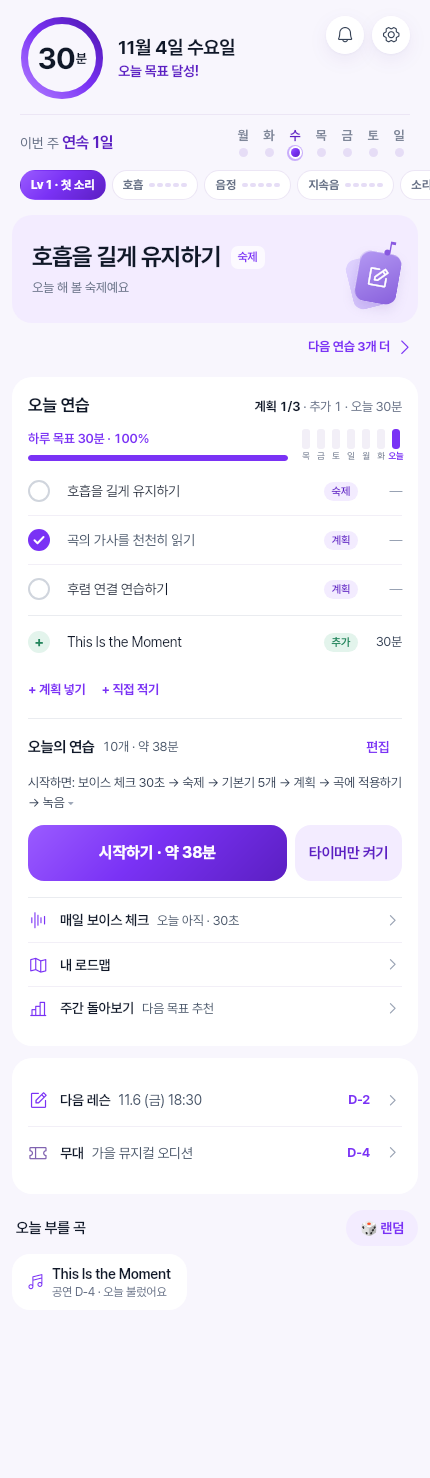 30분
11월 4일 수요일
오늘 목표 달성!
이번 주 연속 1일
월 화 수 목 금 토 일
Lv 1 · 첫 소리 호흡 음정 지속음 소리
호흡을 길게 유지하기 숙제
오늘 해 볼 숙제예요
다음 연습 3개 더
오늘 연습 계획 1/3 · 추가 1 · 오늘 30분
하루 목표 30분 · 100%
목 금 토 일 월 화 오늘
호흡을 길게 유지하기 숙제 —
곡의 가사를 천천히 읽기 계획 —
후렴 연결 연습하기 계획 —
+ This Is the Moment 추가 30분
+ 계획 넣기 + 직접 적기
오늘의 연습 10개 · 약 38분 편집
시작하면: 보이스 체크 30초 → 숙제 → 기본기 5개 → 계획 → 곡에 적용하기
→ 녹음
시작하기 · 약 38분 타이머만 켜기
매일 보이스 체크 오늘 아직 · 30초
내 로드맵
주간 돌아보기 다음 목표 추천
다음 레슨 11.6 (금) 18:30 D-2
무대 가을 뮤지컬 오디션 D-4
오늘 부를 곡 🎲 랜덤
This Is the Moment
공연 D-4 · 오늘 불렀어요